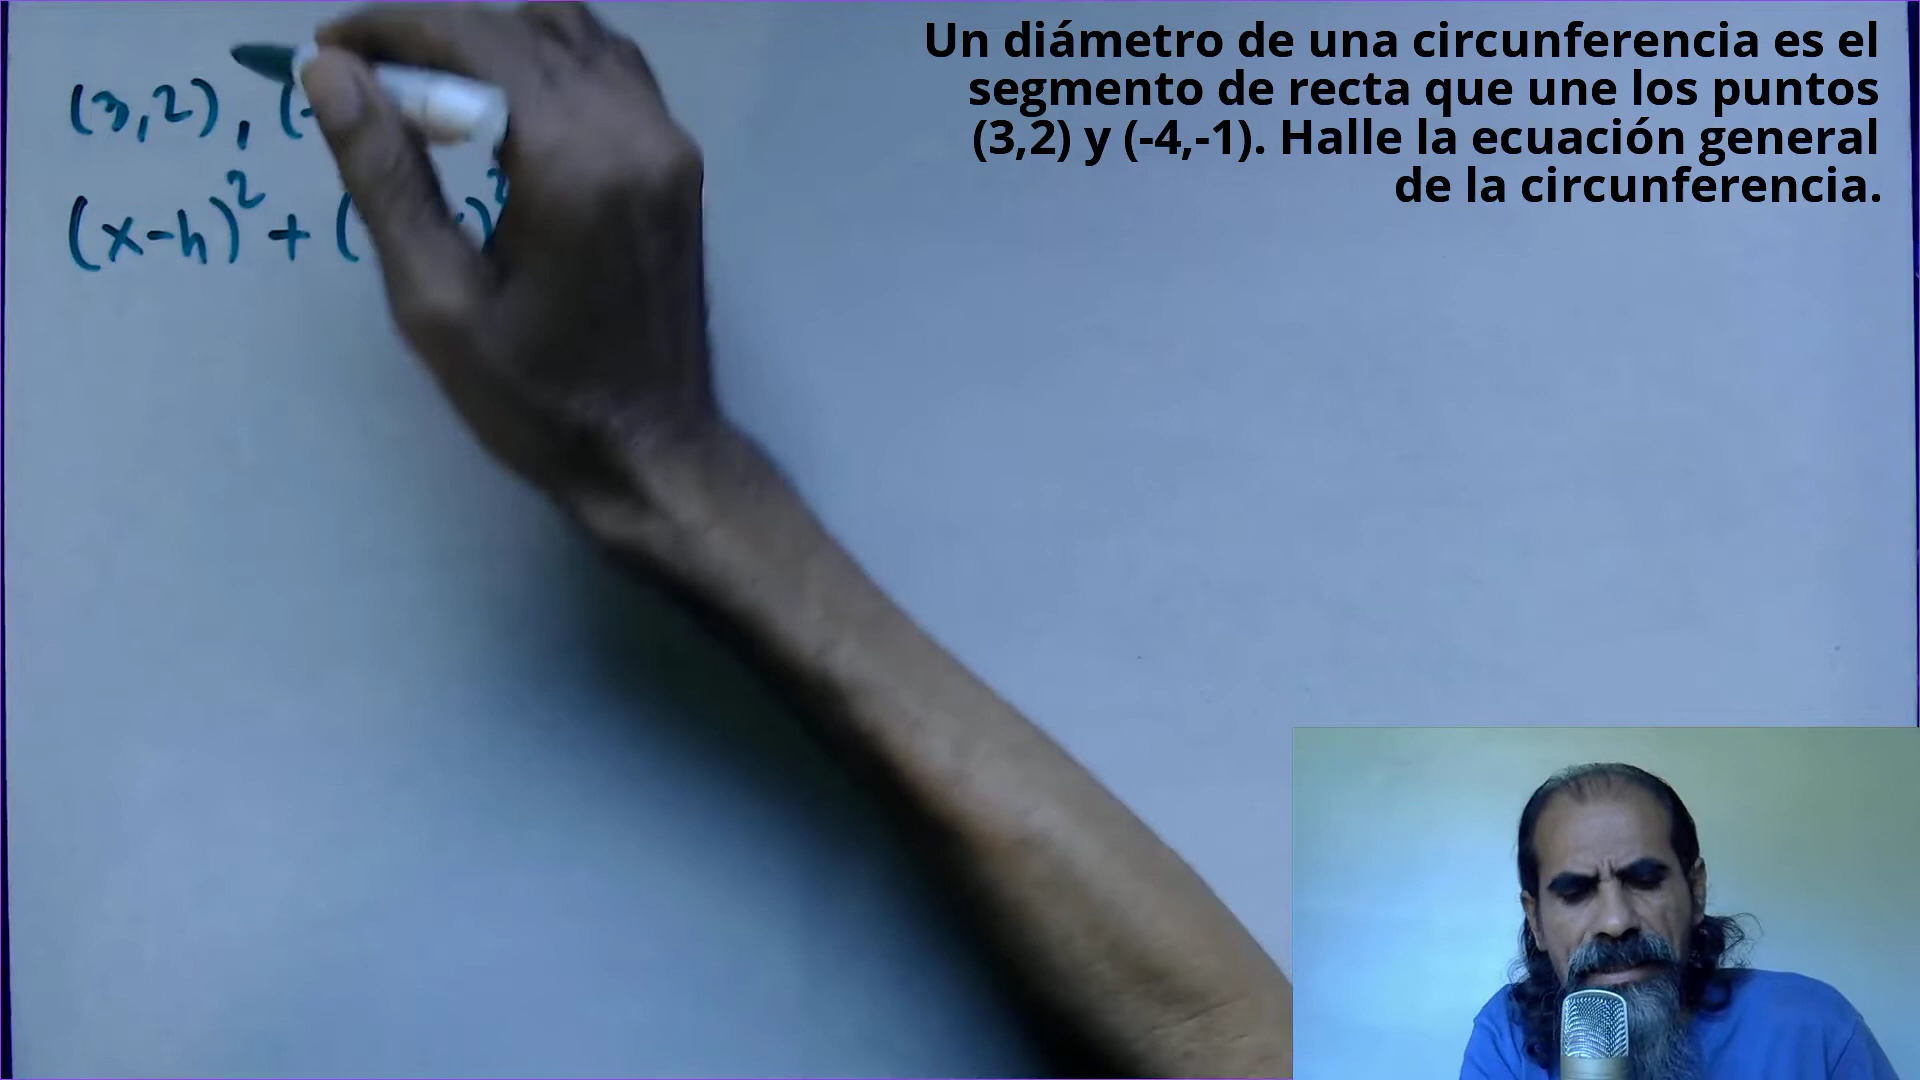 Un diámetro de una circunferencia es el
segmento de recta que une los puntos
(3,2) y (-4,-1). Halle la ecuación general
de la circunferencia.
(3,2), (-
(x-h)²+( )²